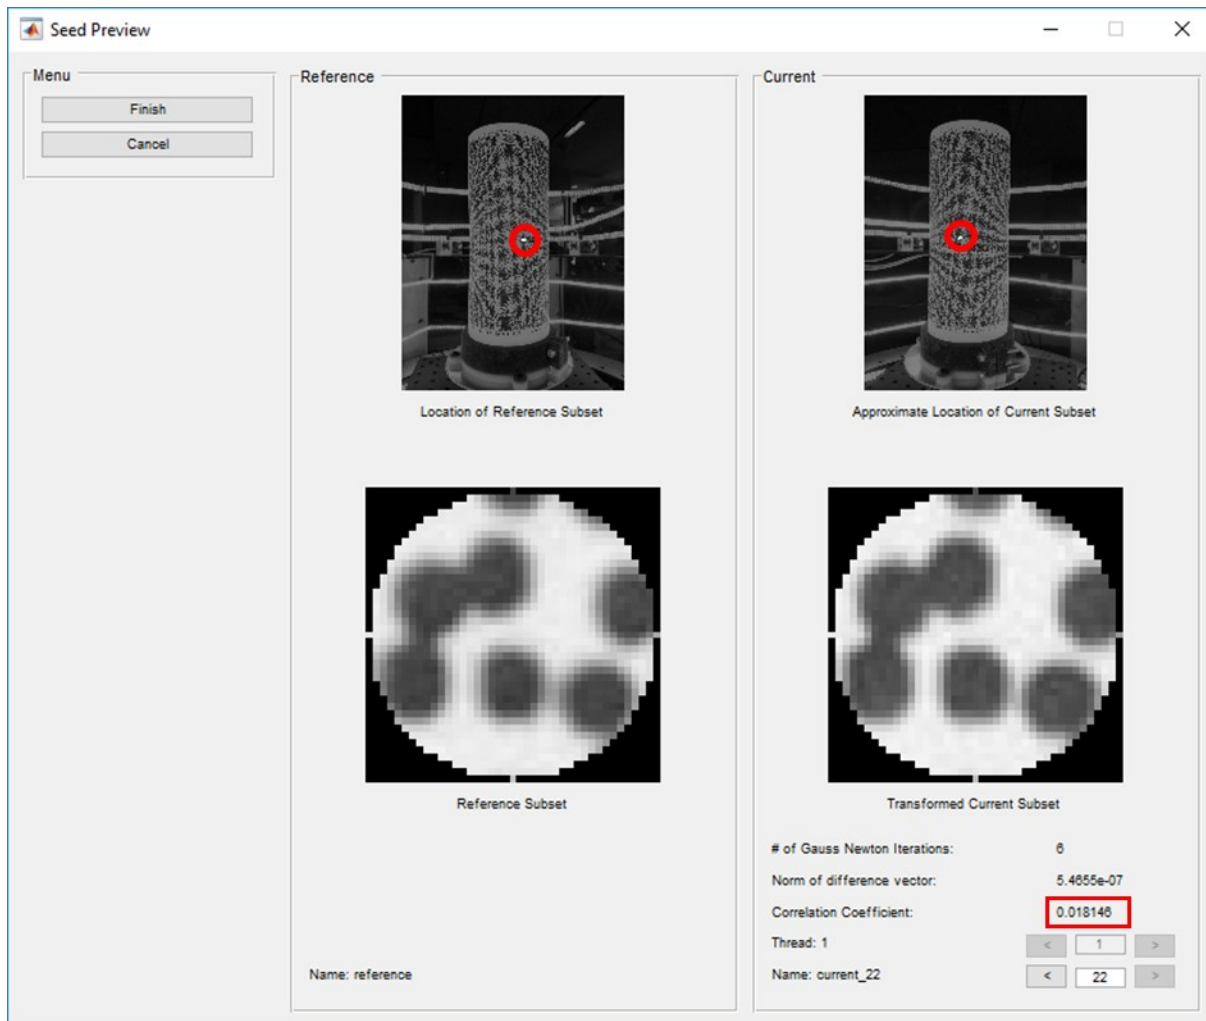 Seed Preview
Menu
Finish
Cancel
Reference
Location of Reference Subset
Reference Subset
Name: reference
Current
Approximate Location of Current Subset
Transformed Current Subset
# of Gauss Newton Iterations: 6
Norm of difference vector: 5.4655e-07
Correlation Coefficient: 0.018146
Thread: 1 < 1 >
Name: current_22 < 22 >